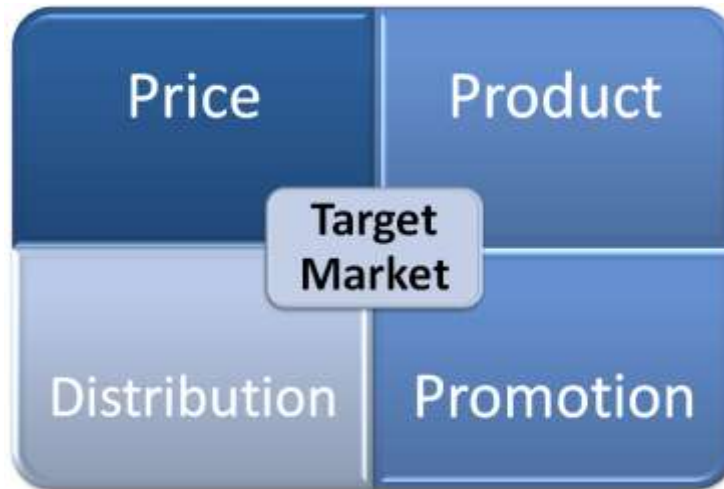 Price
Product
Target
Market
Distribution
Promotion